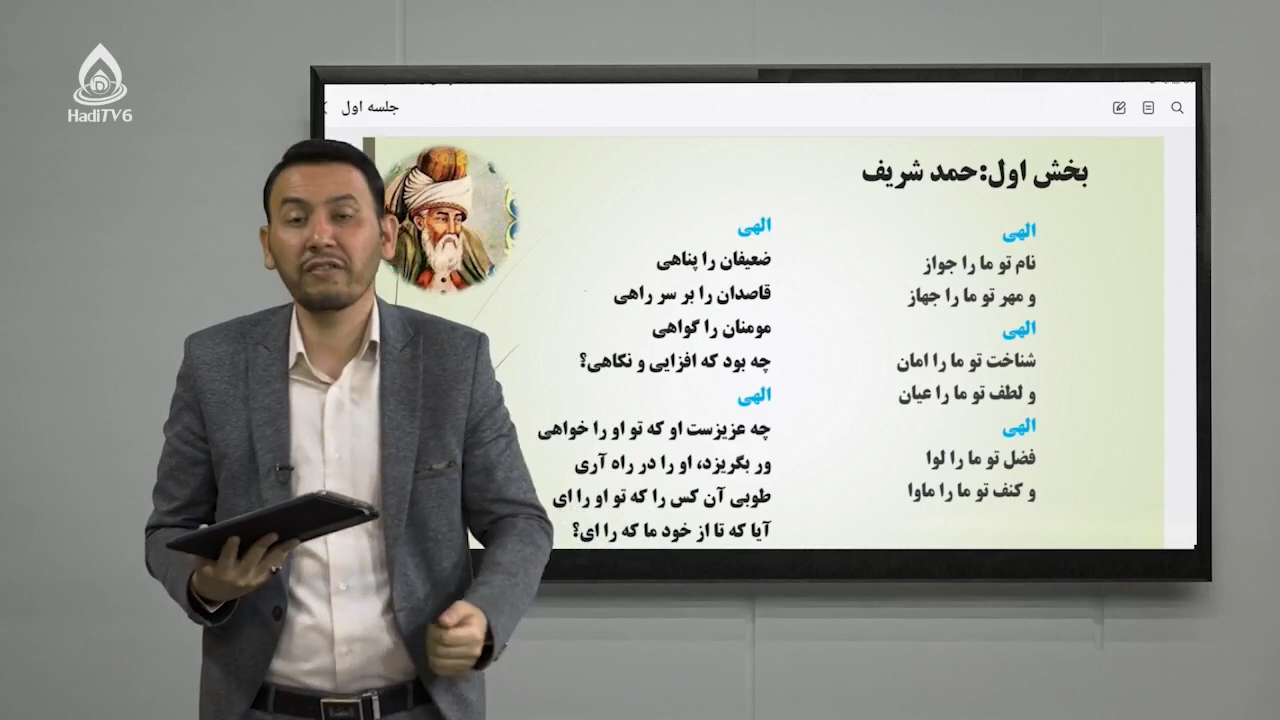 HadiTV6
جلسه اول
بخش اول:حمد شریف
الهی
نام تو ما را جواز
و مهر تو ما را جهاز
الهی
شناخت تو ما را امان
و لطف تو ما را عیان
الهی
فضل تو ما را لوا
و کنف تو ما را ماوا
الهی
ضعیفان را پناهی
قاصدان را بر سر راهی
مومنان را گواهی
چه بود که افزایی و نکاهی؟
الهی
چه عزیزست او که تو او را خواهی
ور بگریزد، او را در راه آری
طوبی آن کس را که تو او را ای
آیا که تا از خود ما که را ای؟